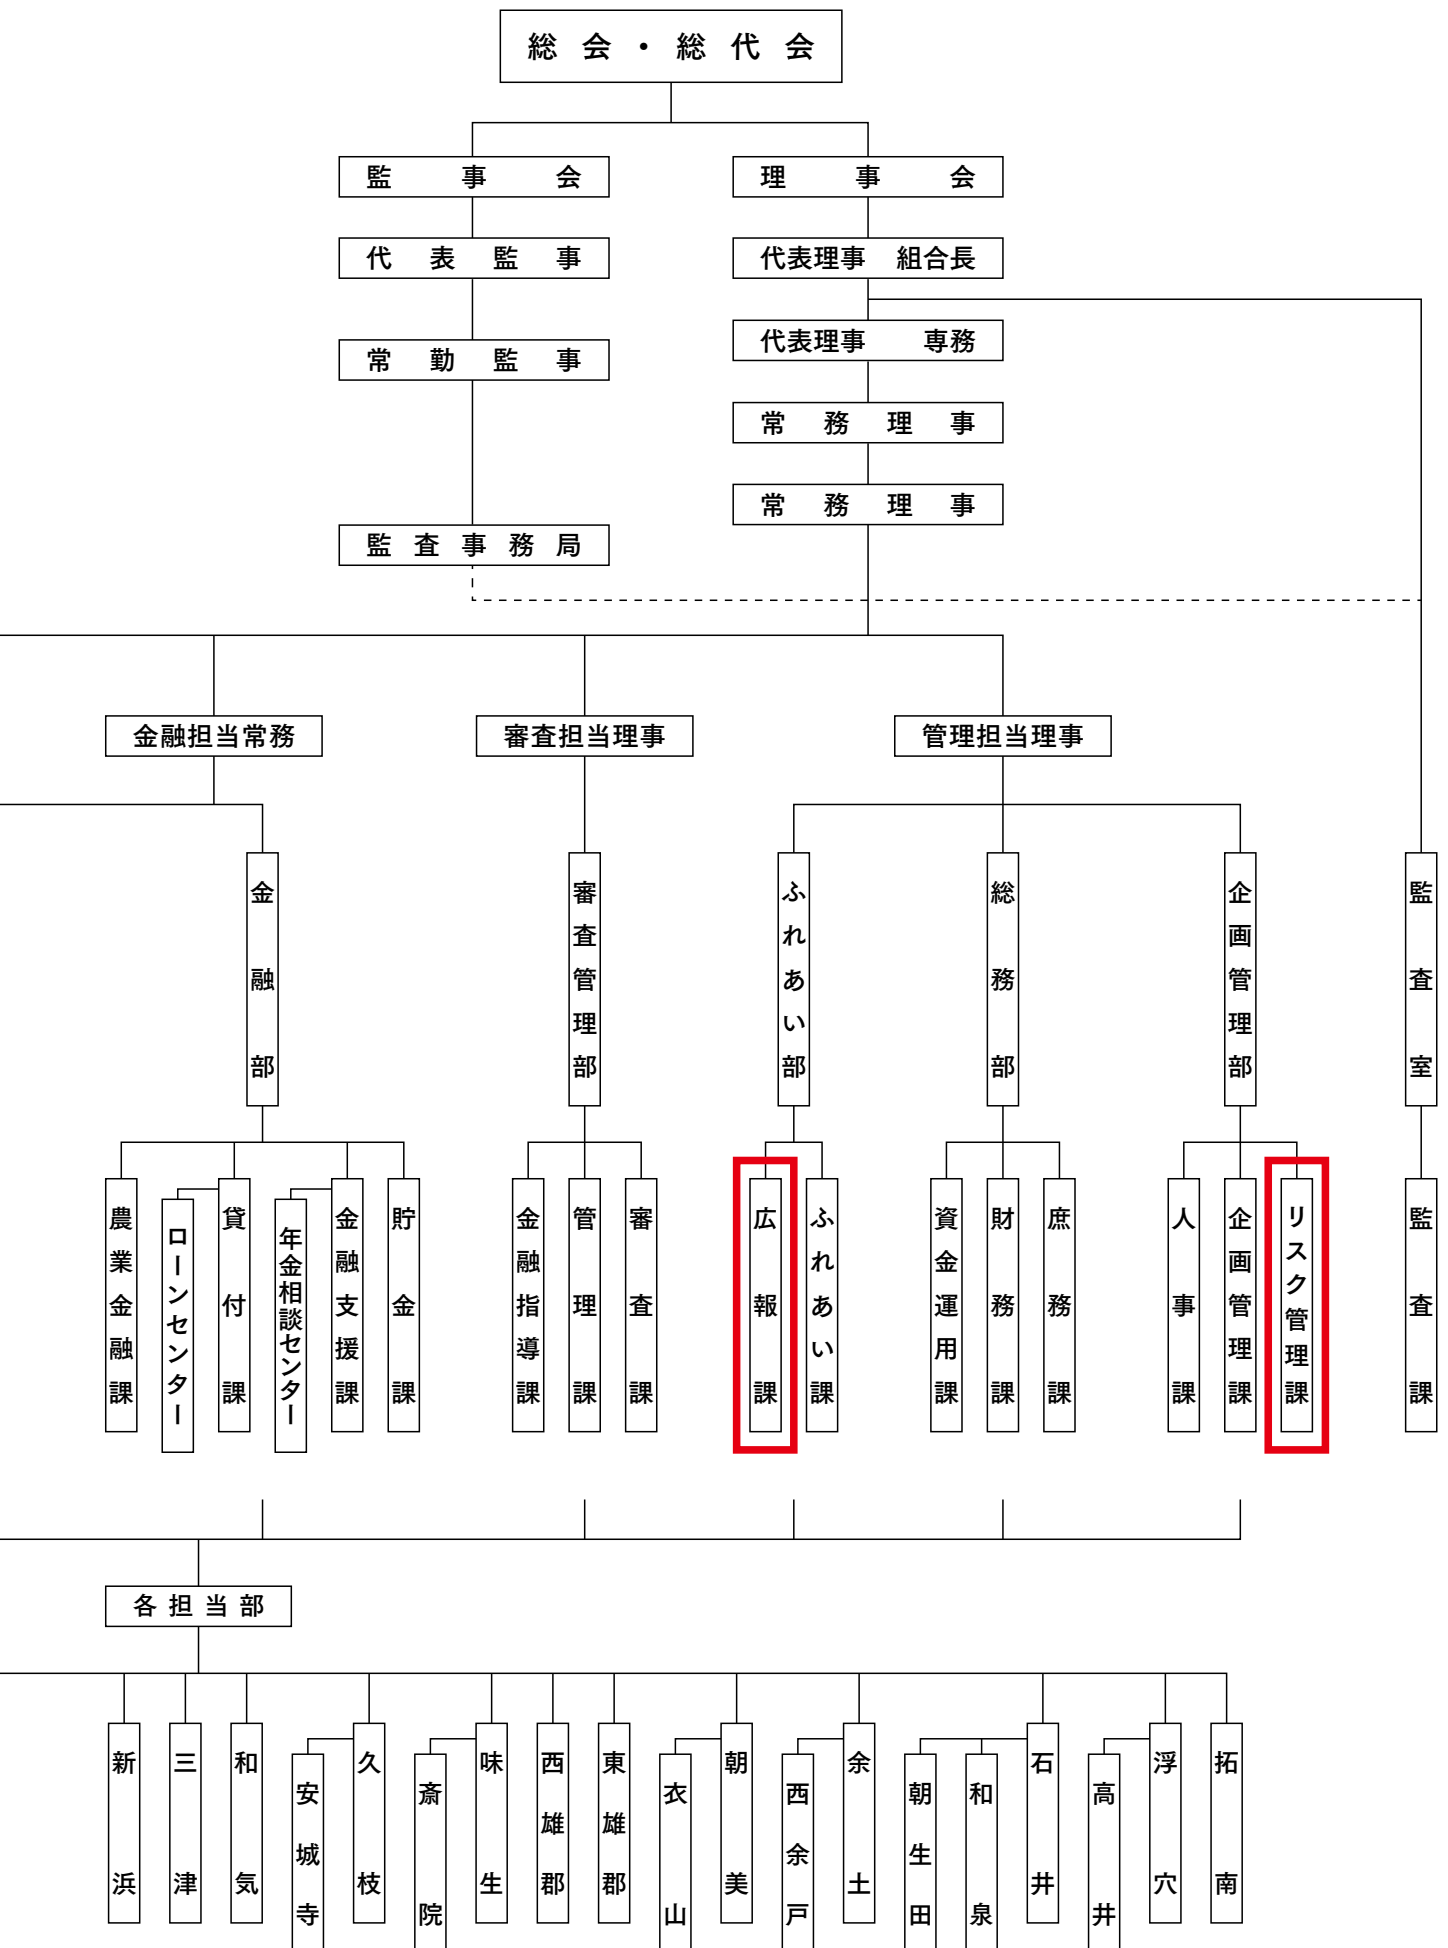 総会・総代会
監事会
理事会
代表監事
代表理事 組合長
代表理事 専務
常勤監事
常務理事
常務理事
監査事務局
金融担当常務
審査担当理事
管理担当理事
金融部
審査管理部
ふれあい部
総務部
企画管理部
監査室
農業金融課
ローンセンター
貸付課
年金相談センター
金融支援課
貯金課
金融指導課
管理課
審査課
広報課
ふれあい課
資金運用課
財務課
庶務課
人事課
企画管理課
リスク管理課
監査課
各担当部
新浜
三津
和気
安城寺
久枝
斎院
味生
西雄郡
東雄郡
衣山
朝美
西余戸
余土
朝生田
和泉
石井
高井
浮穴
拓南